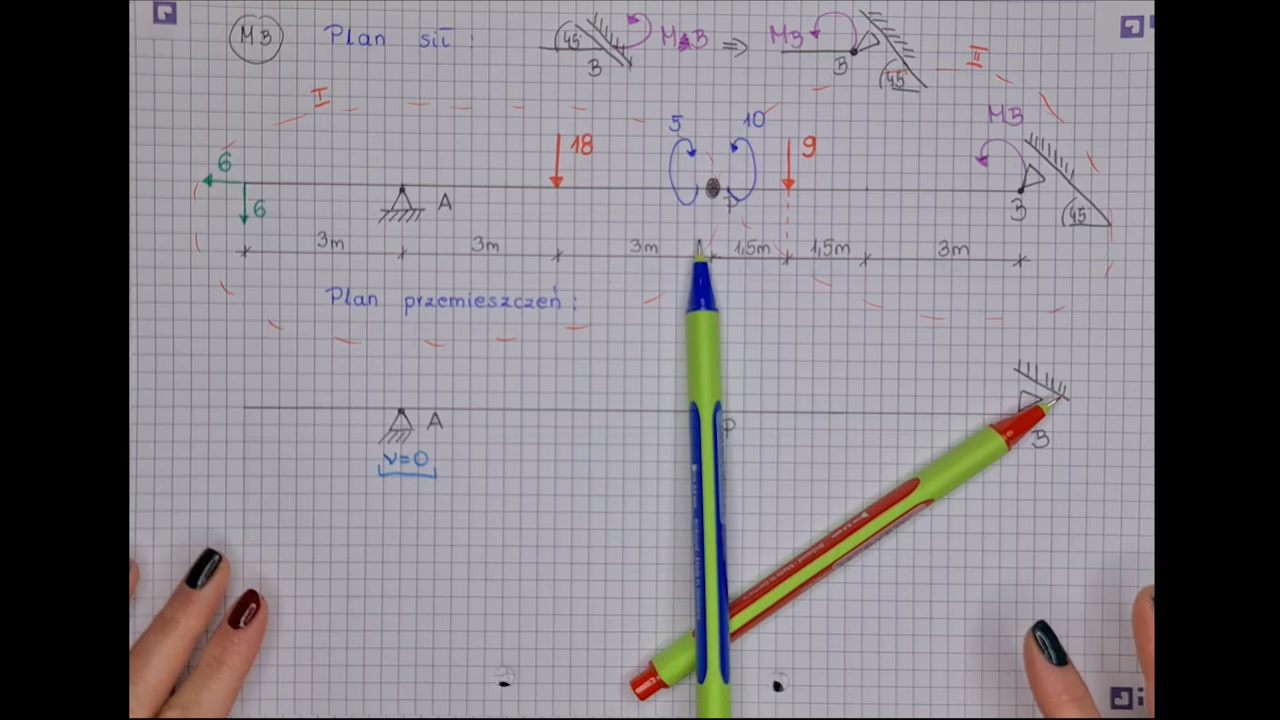 MB Plan sił : 45 B MAB ⇒ MB B 45
I II
6 6 A 18 5 10 P 9 MB B 45
3m 3m 3m 1,5m 1,5m 3m
Plan przemieszczeń :
A P B
v=0